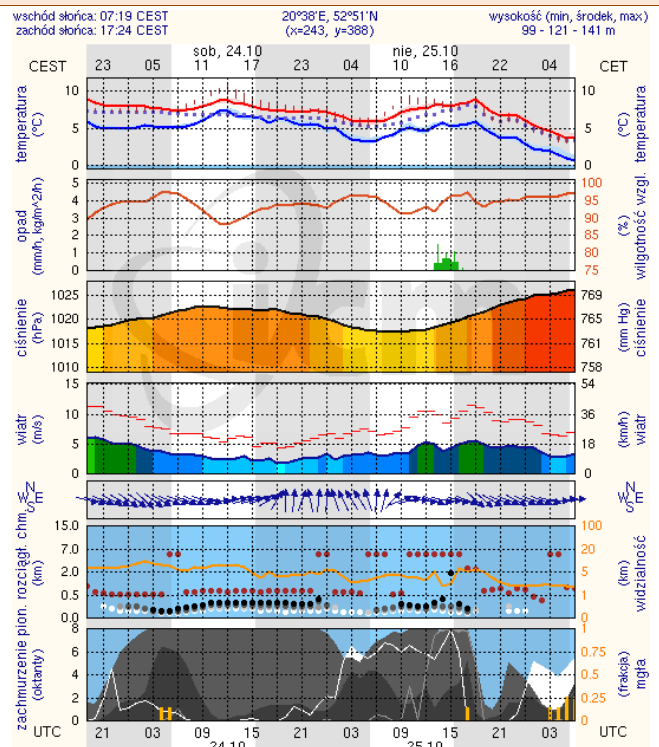 wschód słońca: 07:19 CEST 20°38'E, 52°51'N wysokość (min, środek, max)
zachód słońca: 17:24 CEST (x=243, y=388) 99 - 121 - 141 m
sob, 24.10 nie, 25.10
CEST 23 05 11 17 23 04 10 16 22 04 CET
temperatura (°C)
10
5
0
10
5
0
(°C) temperatura
opad (mm/h, kg/m^2/h)
5
4
3
2
1
0
100
95
90
85
80
75
(%) wilgotność wzgl.
ciśnienie (hPa)
1025
1020
1015
1010
769
765
761
758
(mm Hg) ciśnienie
wiatr (m/s)
15
10
5
0
54
36
18
0
(km/h) wiatr
N
W E
S
N
W E
S
pion. rozciągł. chm. (km)
15.0
7.0
2.0
0.5
0.0
100
20
5
1
0
(km) widzialność
zachmurzenie (oktanty)
8
6
4
2
0
1
0.75
0.5
0.25
0
(frakcja) mgła
icm
UTC 21 03 09 15 21 03 09 15 21 03 UTC
24.10 25.10